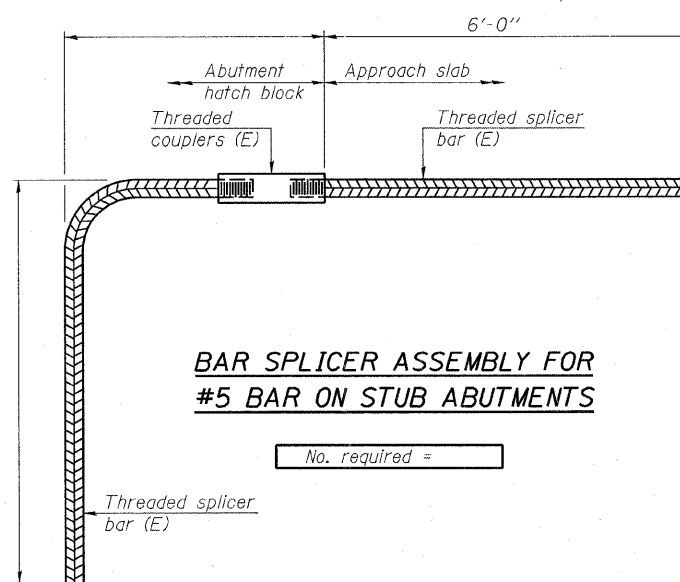 6'-0"
Abutment
hatch block
Approach slab
Threaded
couplers (E)
Threaded splicer
bar (E)
BAR SPLICER ASSEMBLY FOR
#5 BAR ON STUB ABUTMENTS
No. required =
Threaded splicer
bar (E)